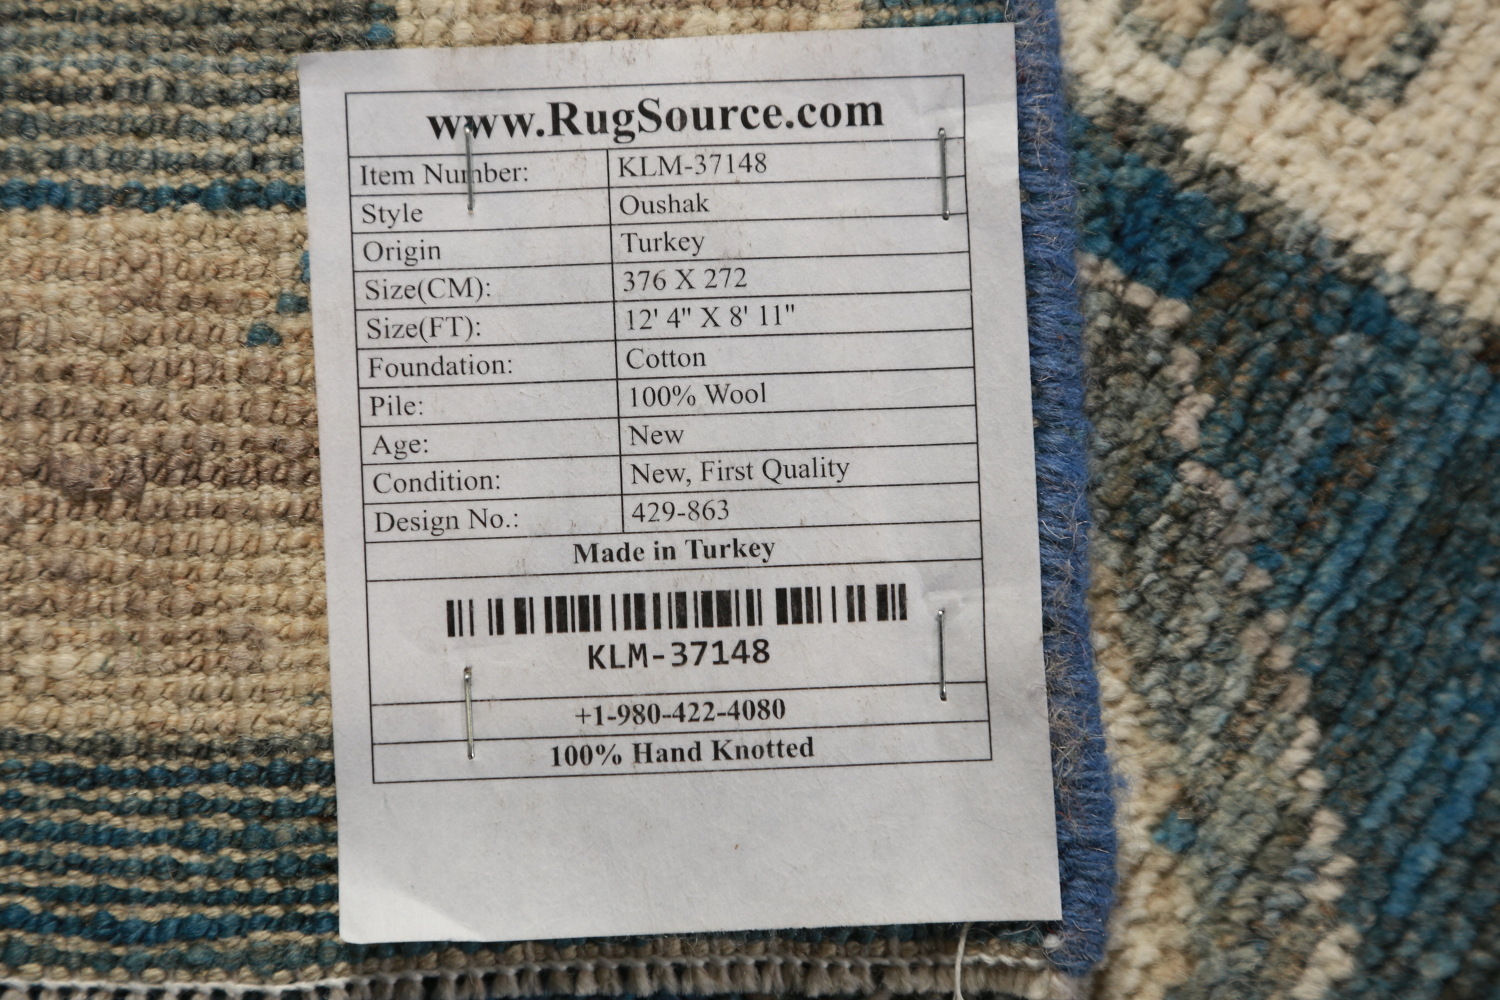 www.RugSource.com
Item Number: KLM-37148
Style Oushak
Origin Turkey
Size(CM): 376 X 272
Size(FT): 12' 4" X 8' 11"
Foundation: Cotton
Pile: 100% Wool
Age: New
Condition: New, First Quality
Design No.: 429-863
Made in Turkey
KLM-37148
+1-980-422-4080
100% Hand Knotted